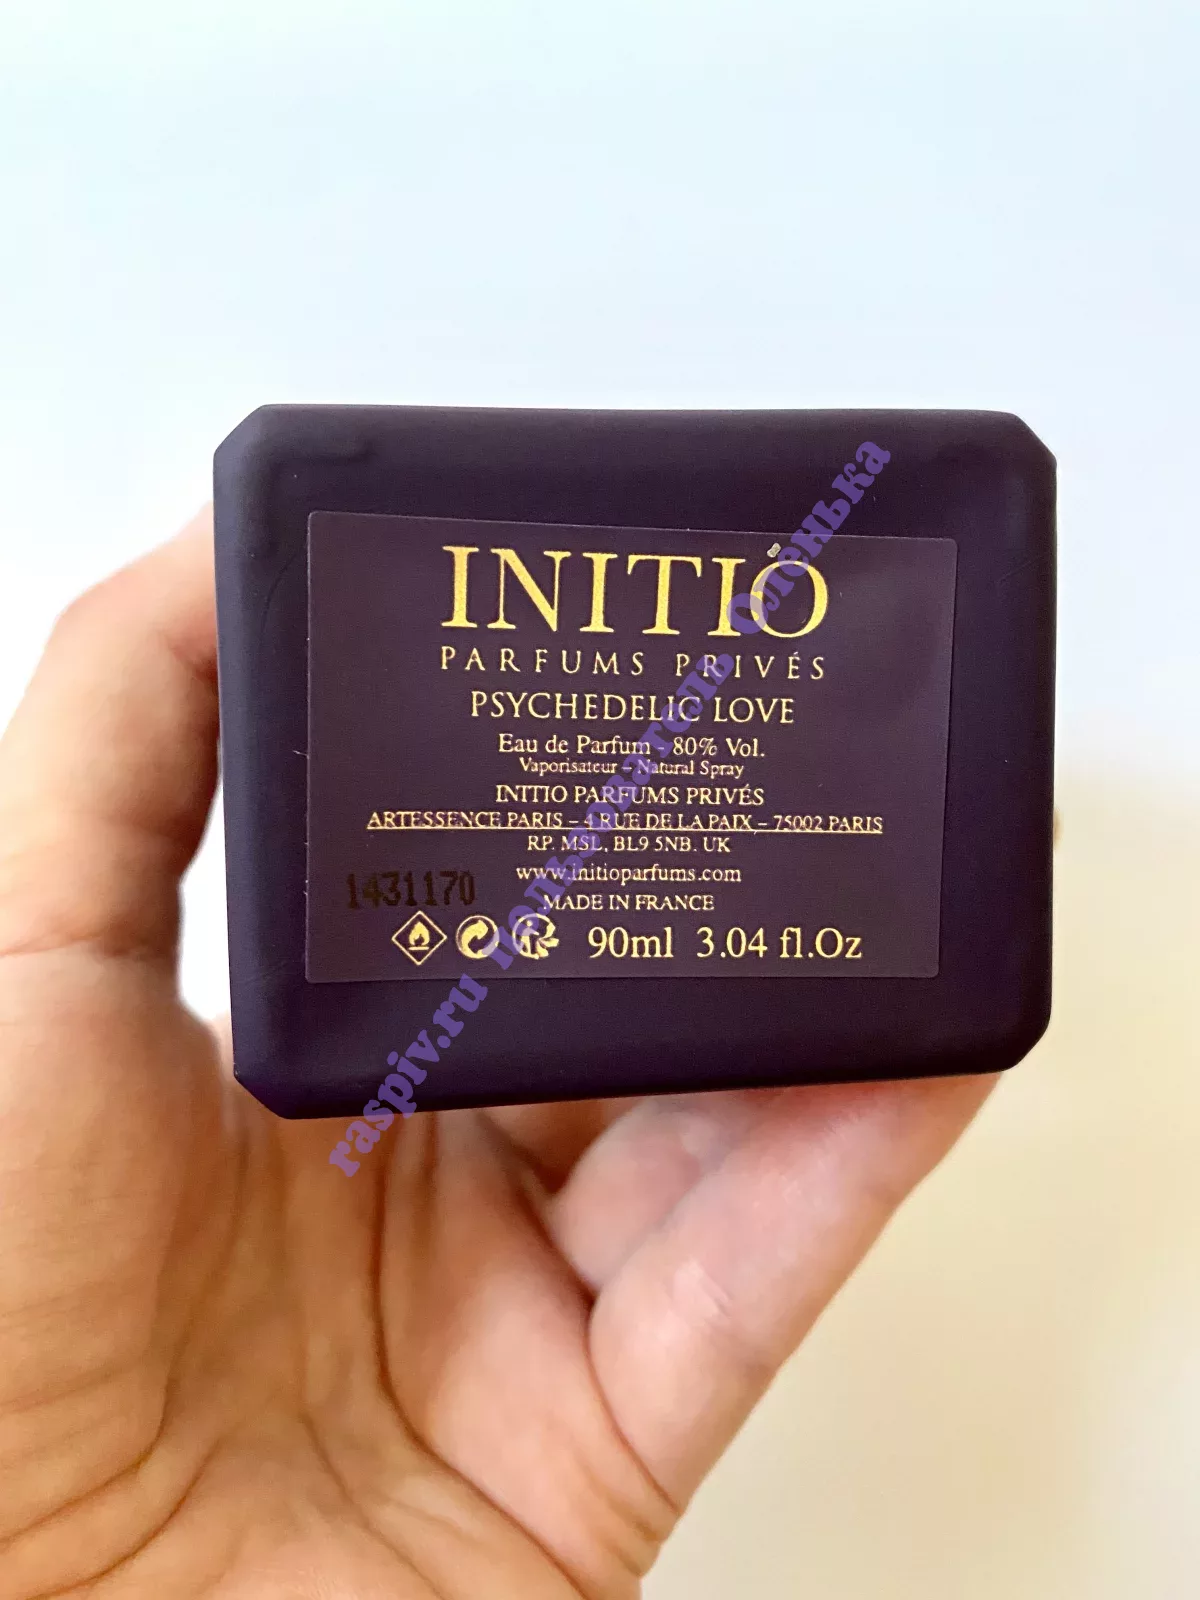 INITIO
PARFUMS PRIVÉS
PSYCHEDELIC LOVE
Eau de Parfum - 80% Vol.
Vaporisateur – Natural Spray
INITIO PARFUMS PRIVÉS
ARTESSENCE PARIS – 4 RUE DE LA PAIX – 75002 PARIS
RP. MSL, BL9 5NB. UK
www.initioparfums.com
1431170
MADE IN FRANCE
90ml 3.04 fl.Oz
raspiv.ru пользователь Оленька